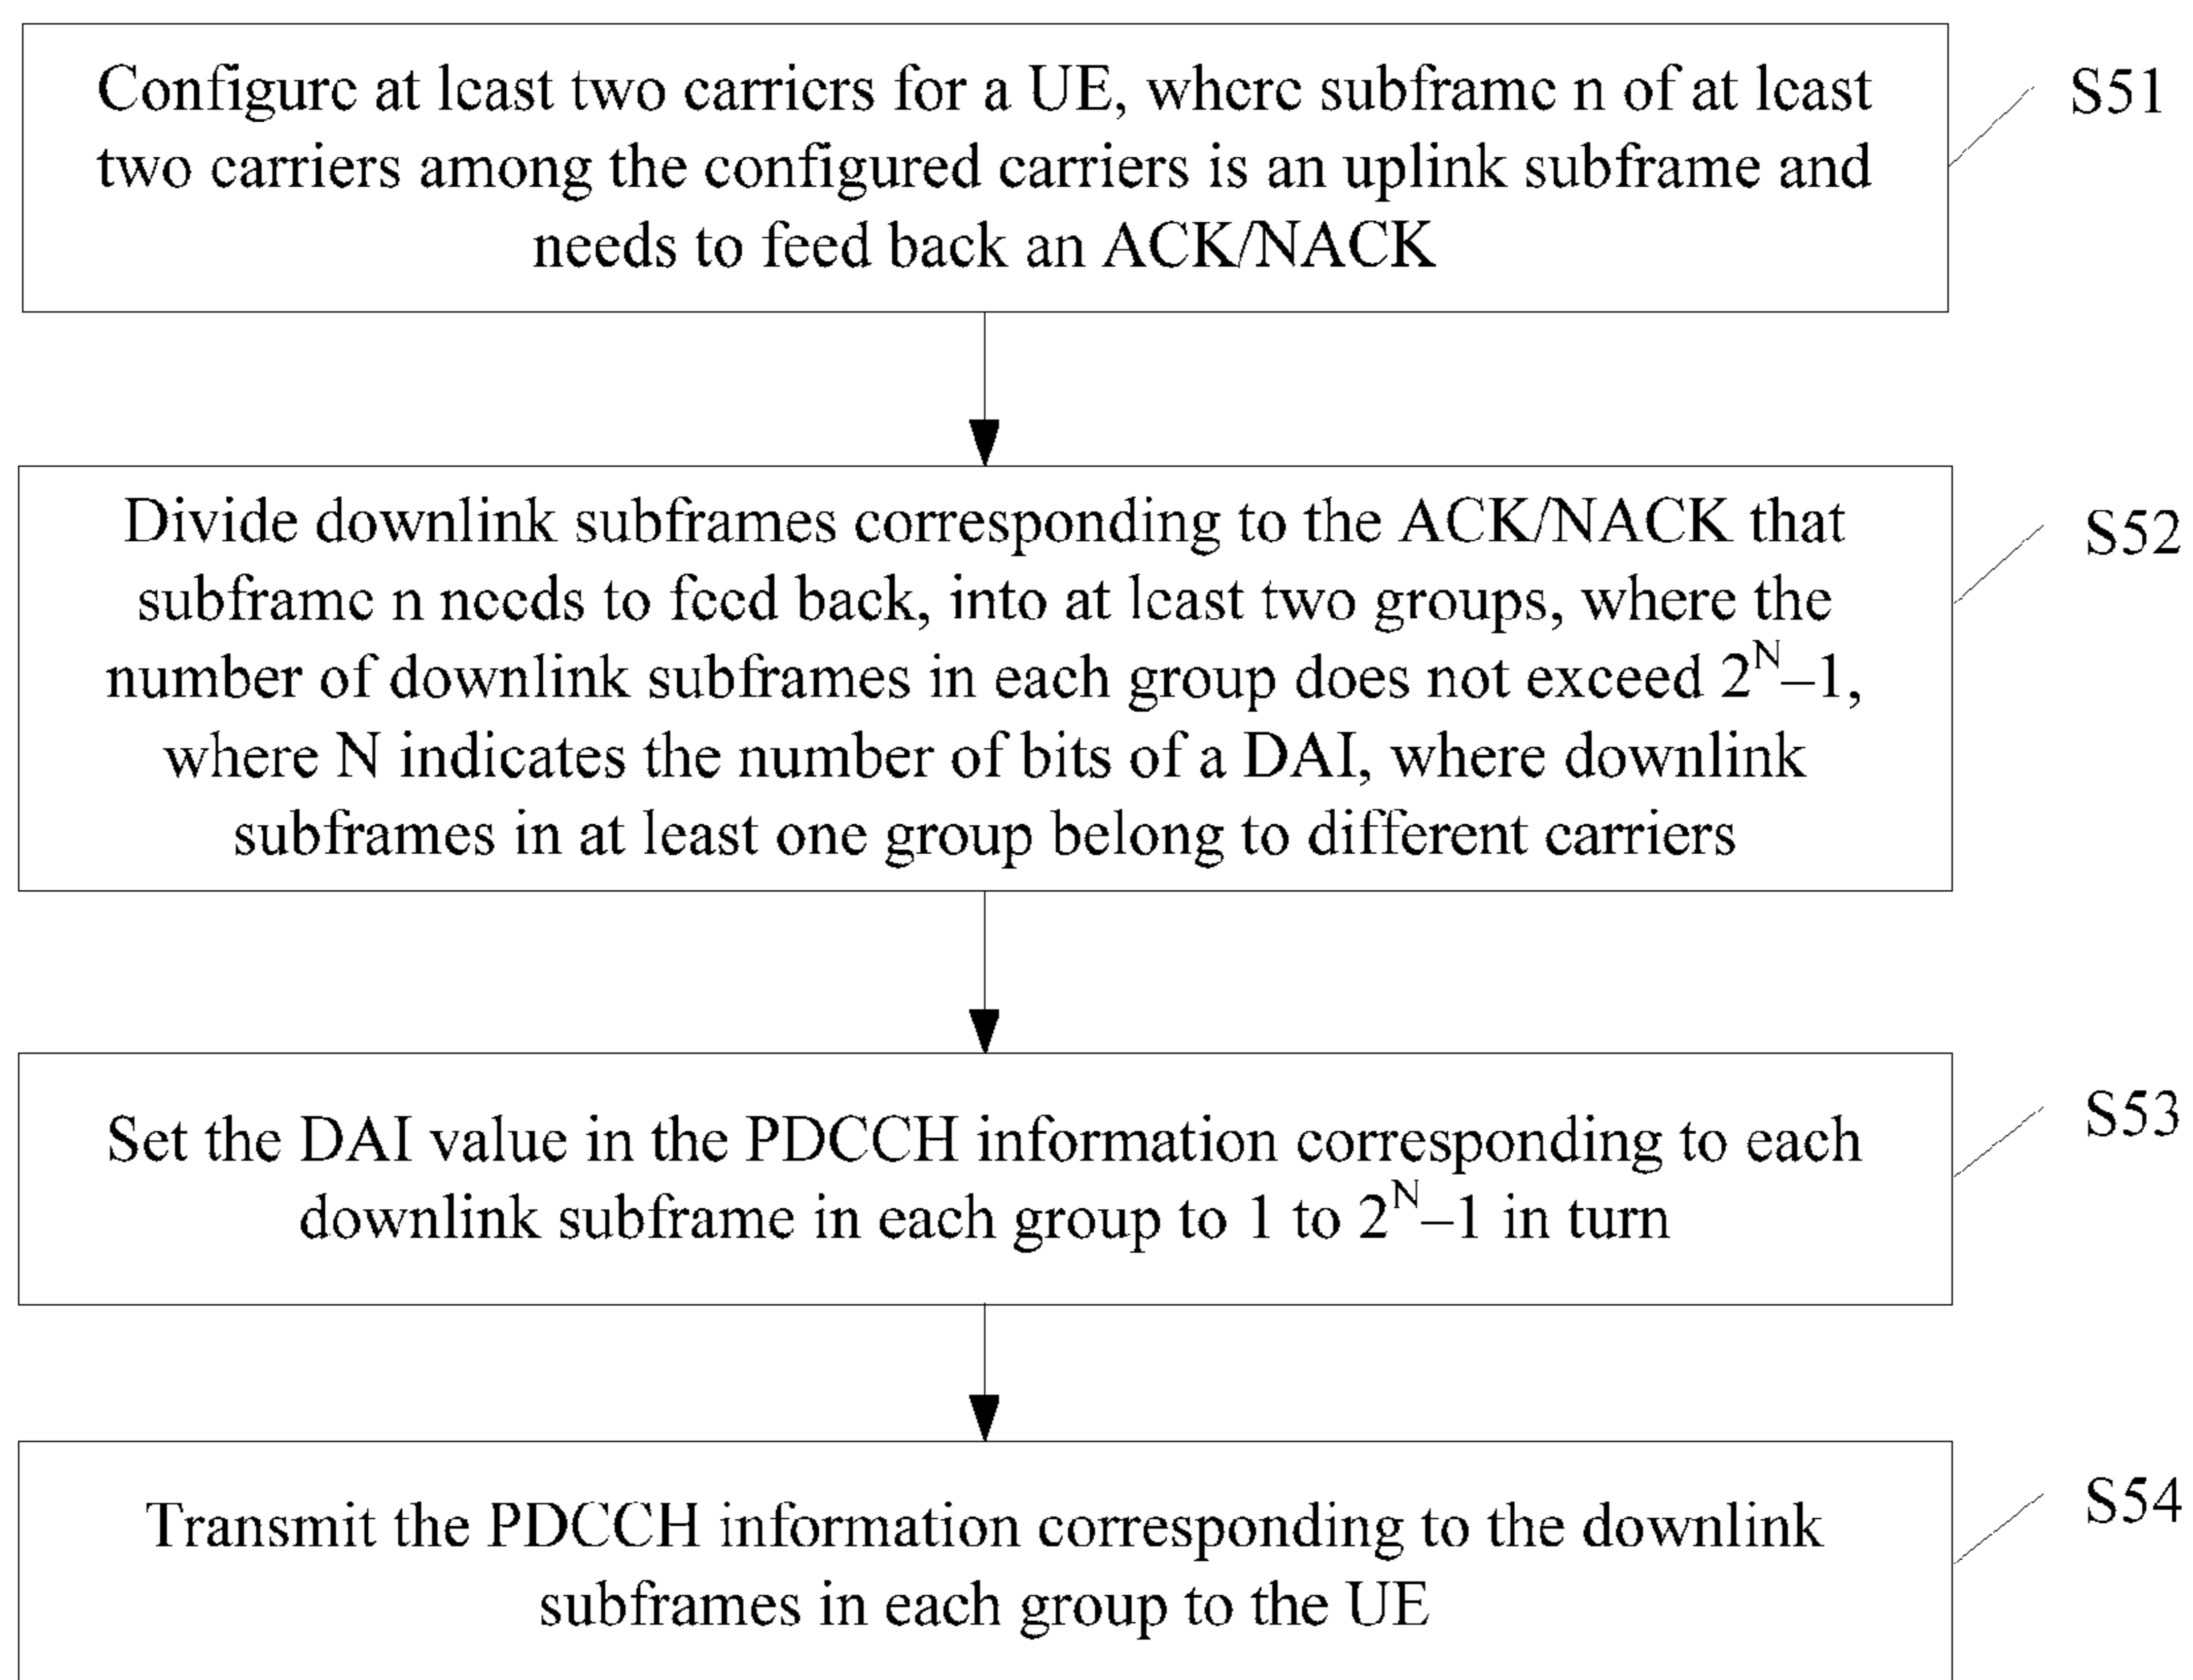 Configure at least two carriers for a UE, where subframe n of at least
two carriers among the configured carriers is an uplink subframe and
needs to feed back an ACK/NACK
S51
Divide downlink subframes corresponding to the ACK/NACK that
subframe n needs to feed back, into at least two groups, where the
number of downlink subframes in each group does not exceed 2^N–1,
where N indicates the number of bits of a DAI, where downlink
subframes in at least one group belong to different carriers
S52
Set the DAI value in the PDCCH information corresponding to each
downlink subframe in each group to 1 to 2^N–1 in turn
S53
Transmit the PDCCH information corresponding to the downlink
subframes in each group to the UE
S54